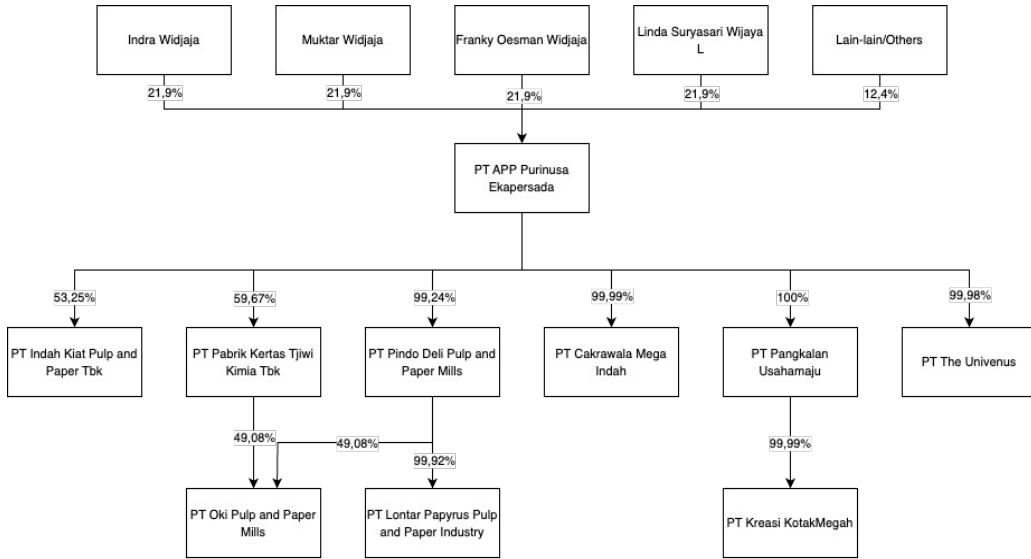 Indra Widjaja
Muktar Widjaja
Franky Oesman Widjaja
Linda Suryasari Wijaya
L
Lain-lain/Others
21,9%
21,9%
21,9%
21,9%
12,4%
PT APP Purinusa
Ekapersada
53,25%
59,67%
99,24%
99,99%
100%
99,98%
PT Indah Kiat Pulp and
Paper Tbk
PT Pabrik Kertas Tjiwi
Kimia Tbk
PT Pindo Deli Pulp and
Paper Mills
PT Cakrawala Mega
Indah
PT Pangkalan
Usahamaju
PT The Univenus
49,08%
49,08%
99,92%
99,99%
PT Oki Pulp and Paper
Mills
PT Lontar Papyrus Pulp
and Paper Industry
PT Kreasi KotakMegah